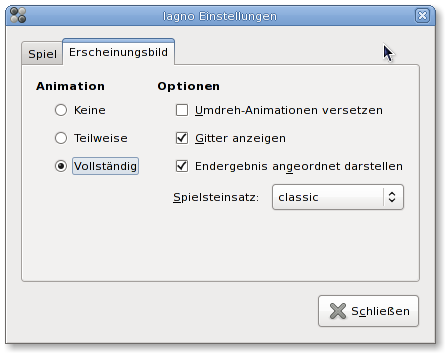 Iagno Einstellungen
Spiel
Erscheinungsbild
Animation
Keine
Teilweise
Vollständig
Optionen
Umdreh-Animationen versetzen
Gitter anzeigen
Endergebnis angeordnet darstellen
Spielsteinsatz: classic
Schließen